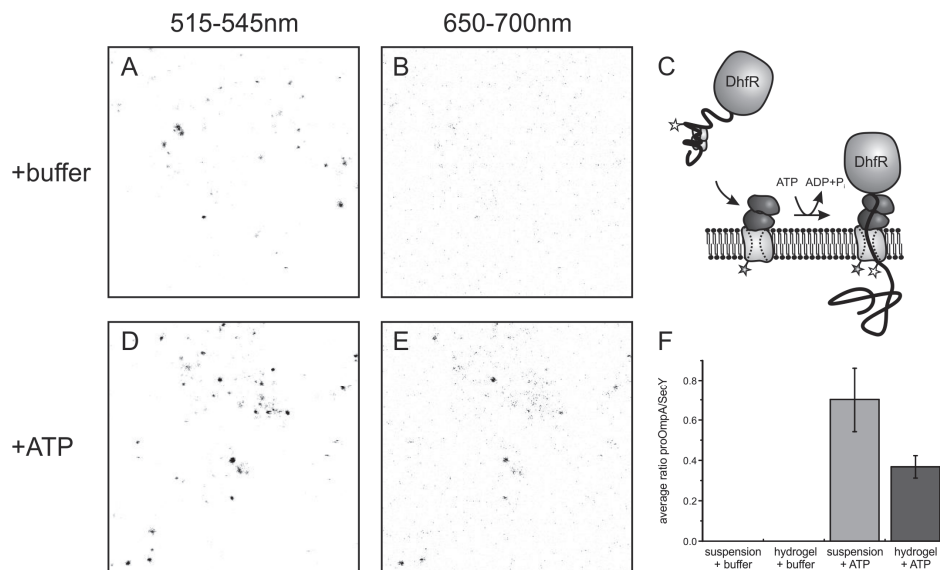 515-545nm
650-700nm
+buffer
A
B
C
DhfR
DhfR
ATP
ADP+Pi
+ATP
D
E
F
average ratio proOmpA/SecY
0.8
0.6
0.4
0.2
0.0
suspension
+ buffer
hydrogel
+ buffer
suspension
+ ATP
hydrogel
+ ATP